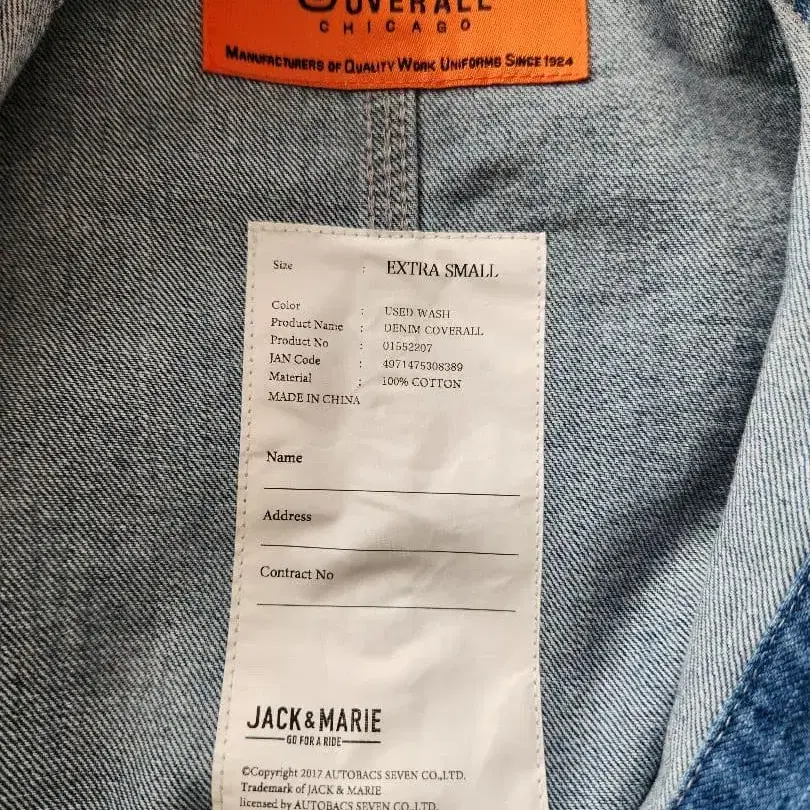 OVERALL
CHICAGO
MANUFACTURERS OF QUALITY WORK UNIFORMS SINCE 1924
Size : EXTRA SMALL
Color : USED WASH
Product Name : DENIM COVERALL
Product No : 01552207
JAN Code : 4971475308389
Material : 100% COTTON
MADE IN CHINA
Name
Address
Contract No
JACK & MARIE
GO FOR A RIDE
©Copyright 2017 AUTOBACS SEVEN CO.,LTD.
Trademark of JACK & MARIE
licensed by AUTOBACS SEVEN CO.,LTD.